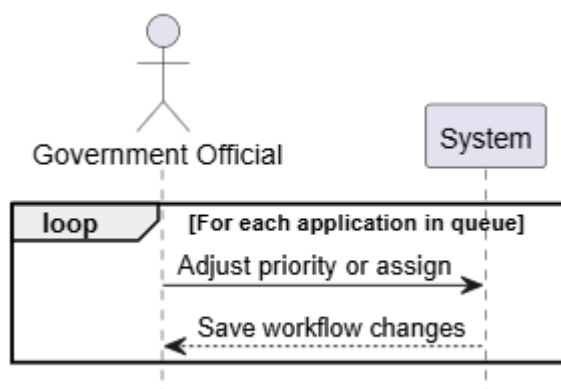 Government Official
System
loop
[For each application in queue]
Adjust priority or assign
Save workflow changes